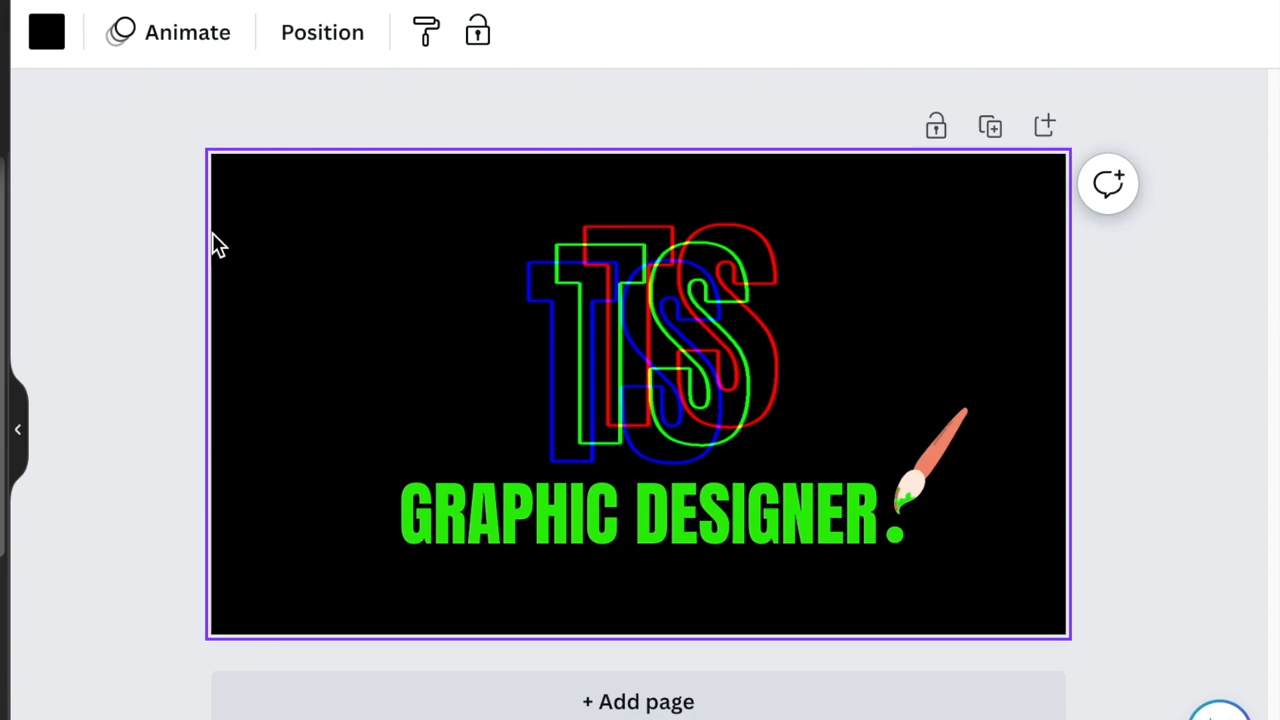 Animate
Position
TS
GRAPHIC DESIGNER.
+ Add page